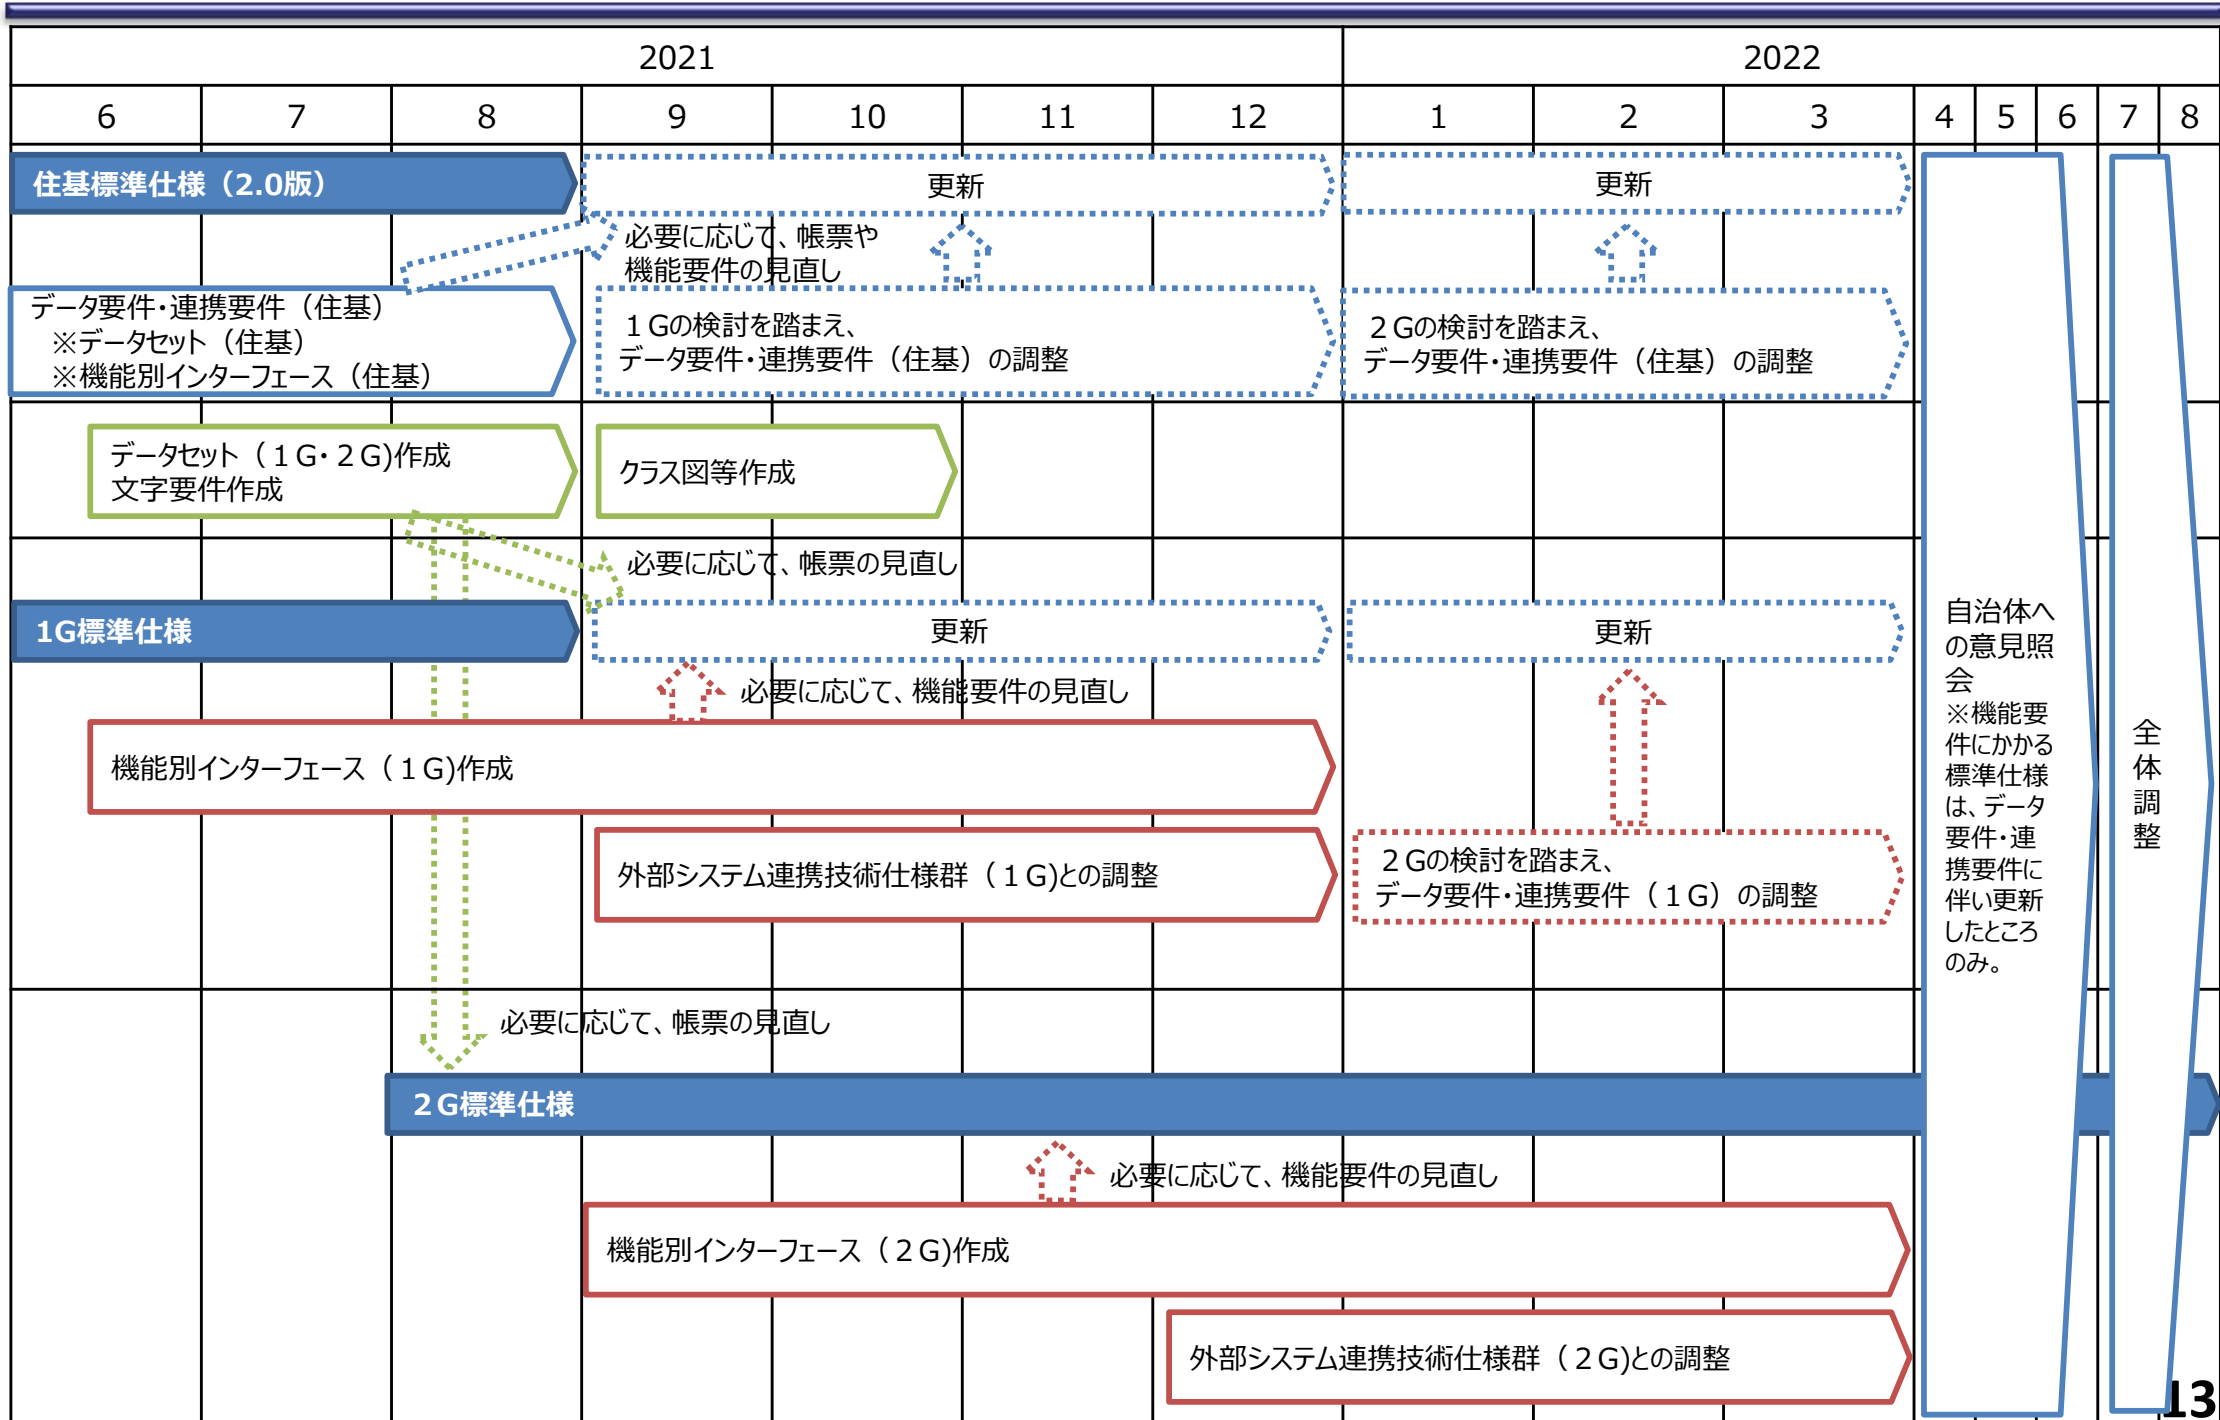 2021
2022
6
7
8
9
10
11
12
1
2
3
4
5
6
7
8
住基標準仕様（2.0版）
更新
更新
必要に応じて、帳票や
機能要件の見直し
データ要件・連携要件（住基）
※データセット（住基）
※機能別インターフェース（住基）
１Gの検討を踏まえ、
データ要件・連携要件（住基）の調整
２Gの検討を踏まえ、
データ要件・連携要件（住基）の調整
データセット（１G・２G)作成
文字要件作成
クラス図等作成
必要に応じて、帳票の見直し
1G標準仕様
更新
更新
必要に応じて、機能要件の見直し
機能別インターフェース（１G)作成
外部システム連携技術仕様群（１G)との調整
２Gの検討を踏まえ、
データ要件・連携要件（１G）の調整
必要に応じて、帳票の見直し
２G標準仕様
必要に応じて、機能要件の見直し
機能別インターフェース（２G)作成
外部システム連携技術仕様群（２G)との調整
自治体へ
の意見照
会
※機能要
件にかかる
標準仕様
は、データ
要件・連
携要件に
伴い更新
したところ
のみ。
全体調整
13